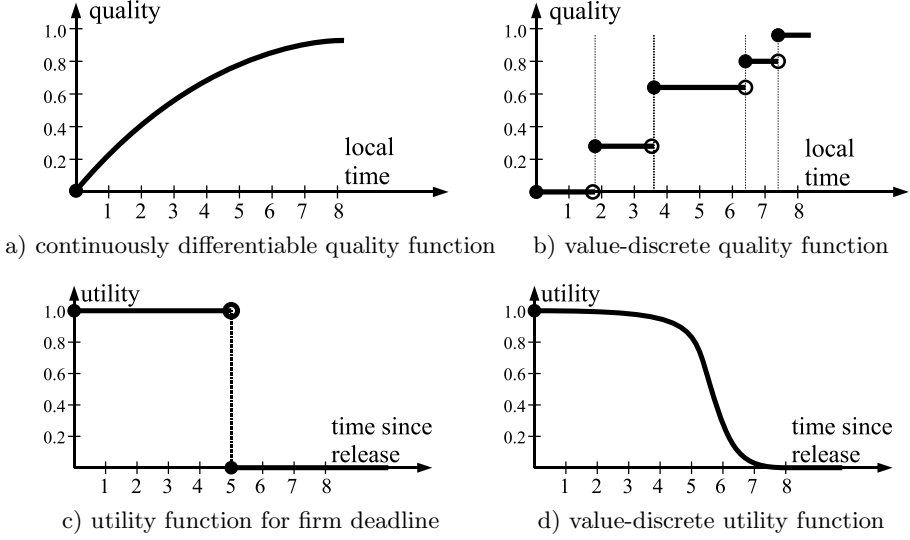 quality
1.0
0.8
0.6
0.4
0.2
local
time
1 2 3 4 5 6 7 8
a) continuously differentiable quality function
quality
1.0
0.8
0.6
0.4
0.2
local
time
1 2 3 4 5 6 7 8
b) value-discrete quality function
utility
1.0
0.8
0.6
0.4
0.2
time since
release
1 2 3 4 5 6 7 8
c) utility function for firm deadline
utility
1.0
0.8
0.6
0.4
0.2
time since
release
1 2 3 4 5 6 7 8
d) value-discrete utility function